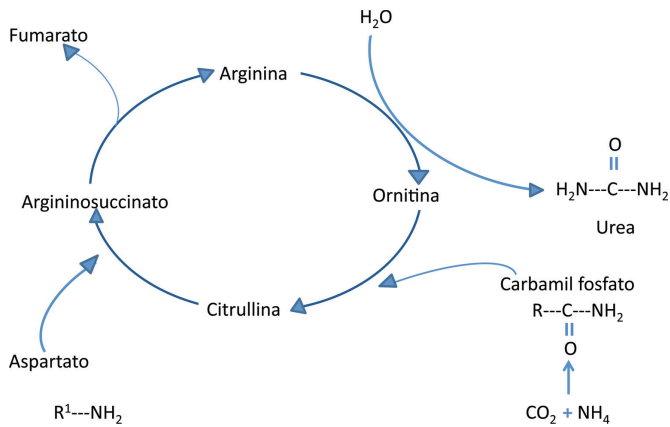 H₂O
Fumarato
Arginina
O
H₂N---C---NH₂
Urea
Argininosuccinato
Ornitina
Carbamil fosfato
R---C---NH₂
O
Citrullina
Aspartato
R¹---NH₂
CO₂ + NH₄